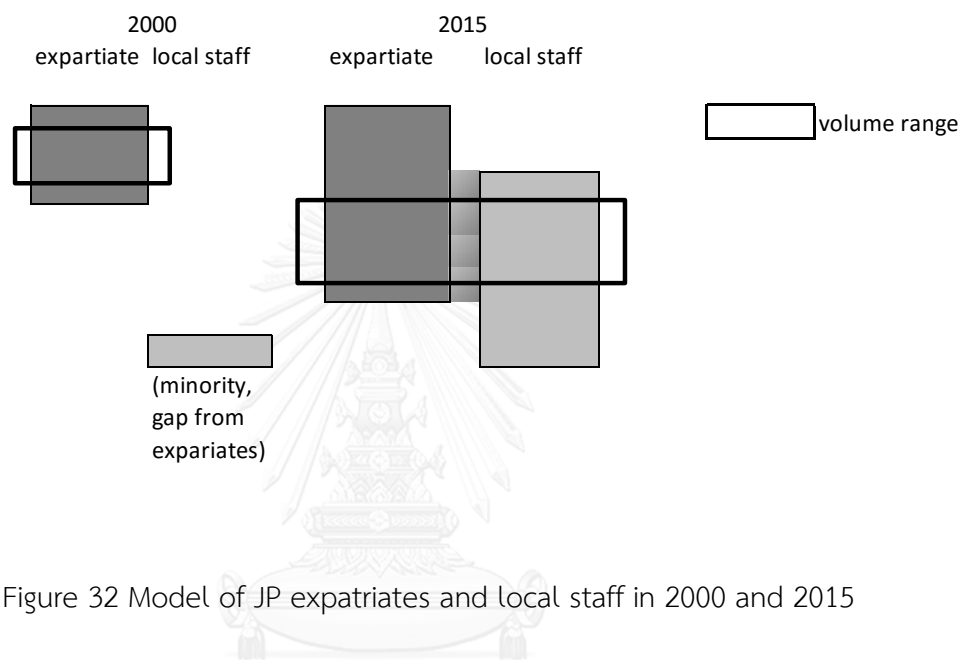 2000 2015
expartiate local staff expartiate local staff
volume range
(minority,
gap from
expariates)
Figure 32 Model of JP expatriates and local staff in 2000 and 2015